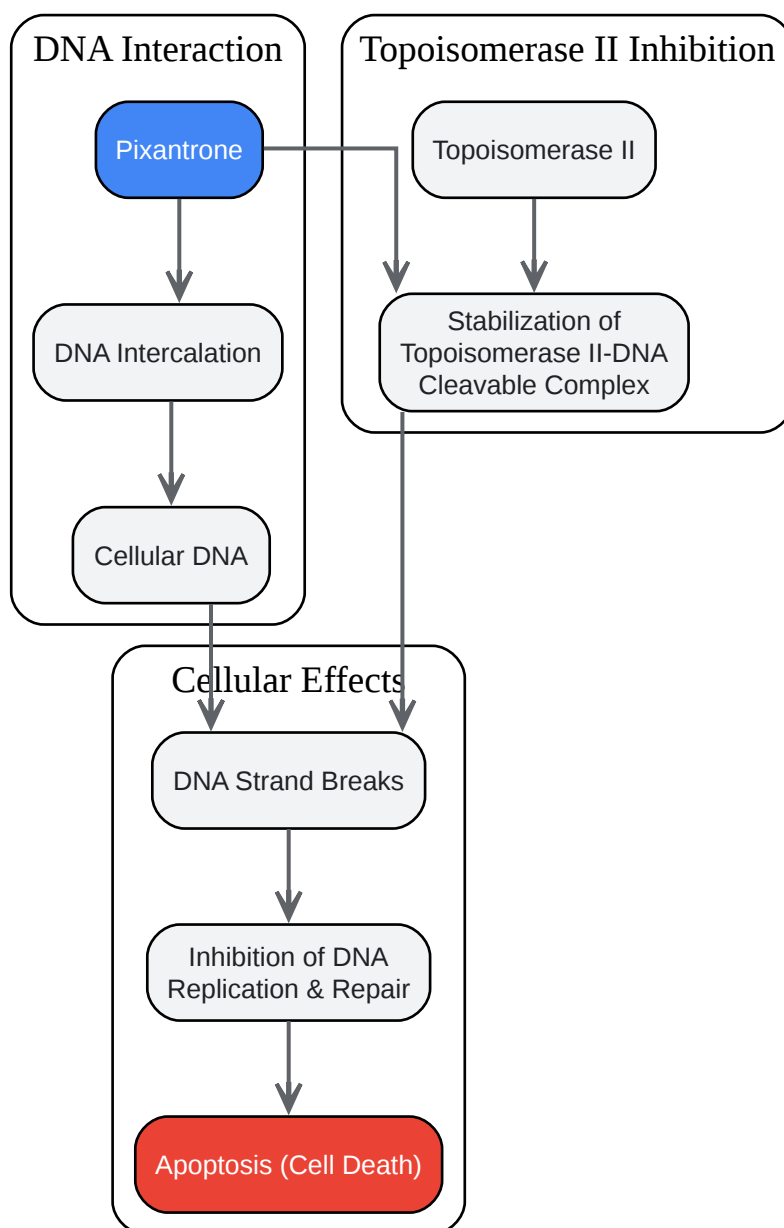 DNA Interaction
Topoisomerase II Inhibition
Pixantrone
Topoisomerase II
DNA Intercalation
Stabilization of
Topoisomerase II-DNA
Cleavable Complex
Cellular DNA
Cellular Effects
DNA Strand Breaks
Inhibition of DNA
Replication & Repair
Apoptosis (Cell Death)